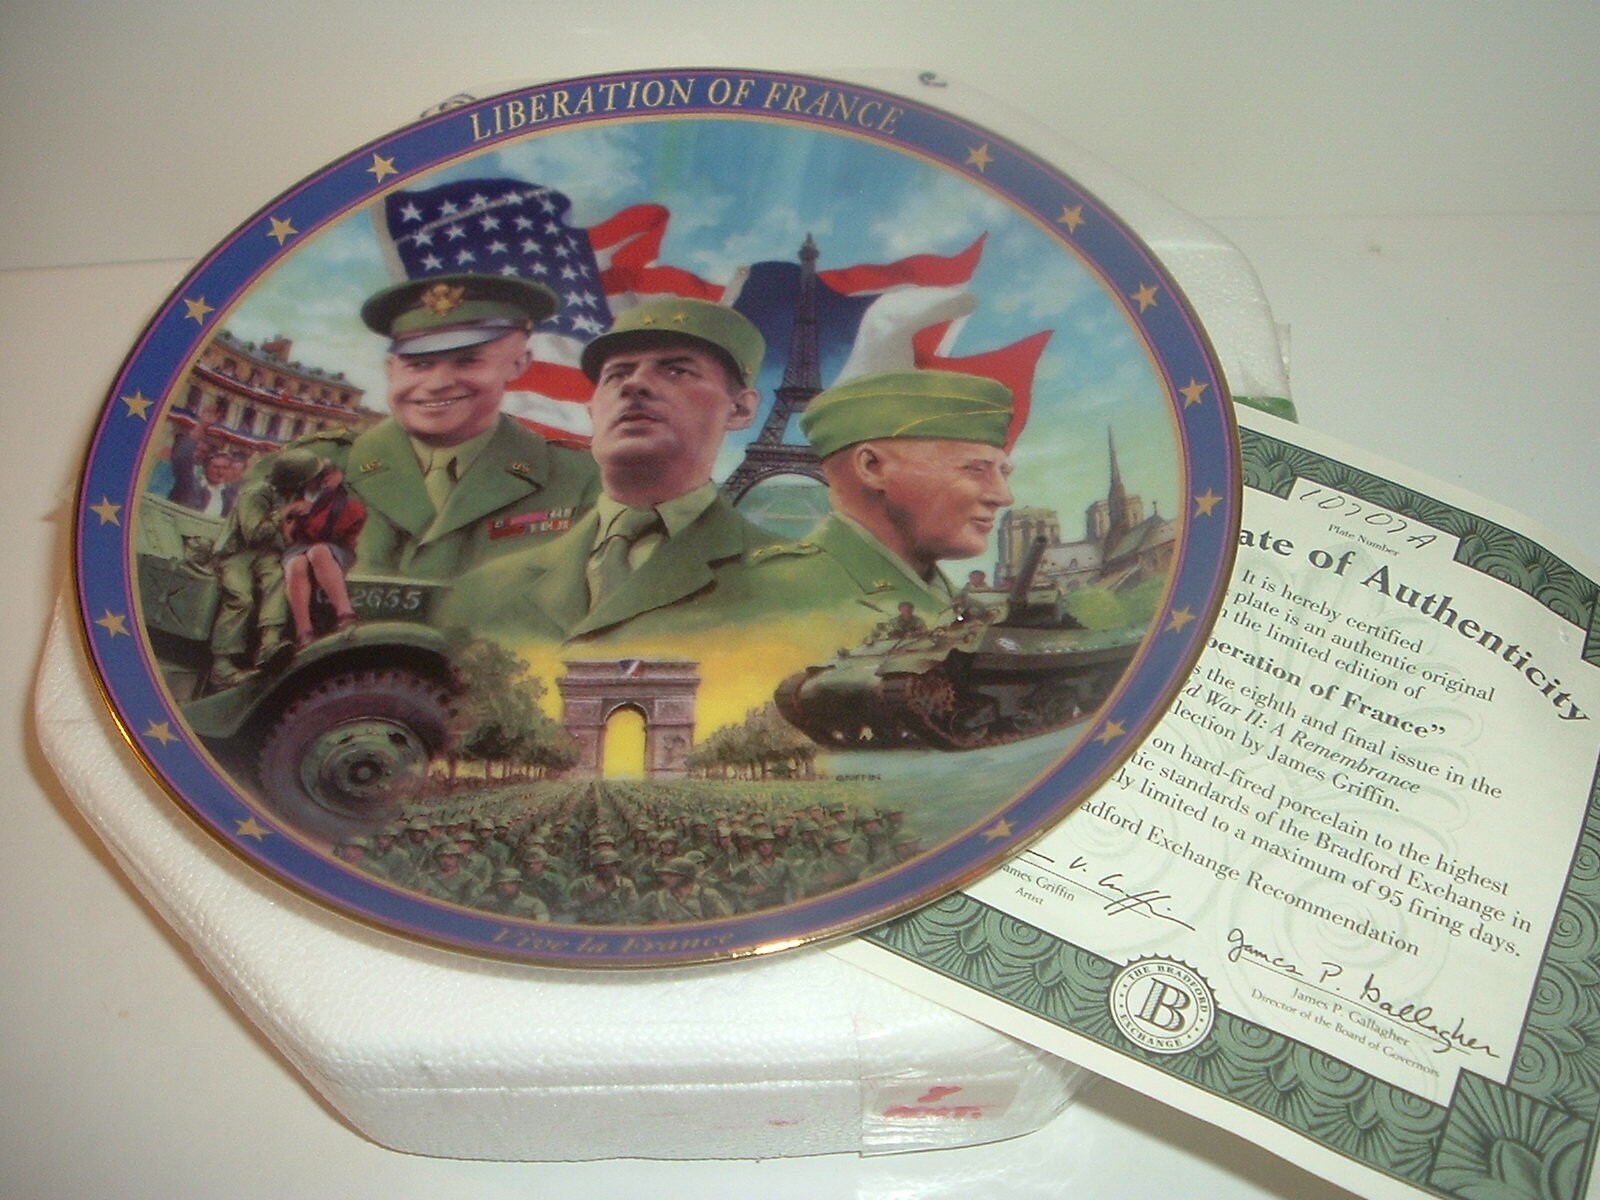 LIBERATION OF FRANCE
2655
GRIFFIN
Vive la France
10707A
Plate Number
ate of Authenticity
It is hereby certified
plate is an authentic original
n the limited edition of
beration of France”
s the eighth and final issue in the
ld War II: A Remembrance
llection by James Griffin.
on hard-fired porcelain to the highest
tic standards of the Bradford Exchange in
ly limited to a maximum of 95 firing days.
adford Exchange Recommendation
James Griffin
Artist
James P. Gallagher
James P. Gallagher
Director of the Board of Governors
THE BRADFORD
B
EXCHANGE